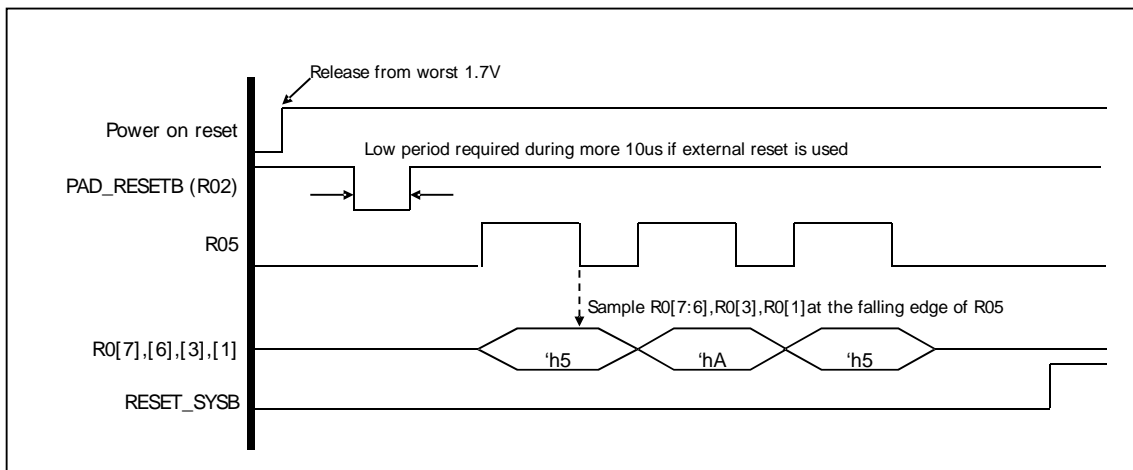 Release from worst 1.7V
Power on reset
Low period required during more 10us if external reset is used
PAD_RESETB (R02)
R05
Sample R0[7:6],R0[3],R0[1]at the falling edge of R05
R0[7],[6],[3],[1]
‘h5
‘hA
‘h5
RESET_SYSB